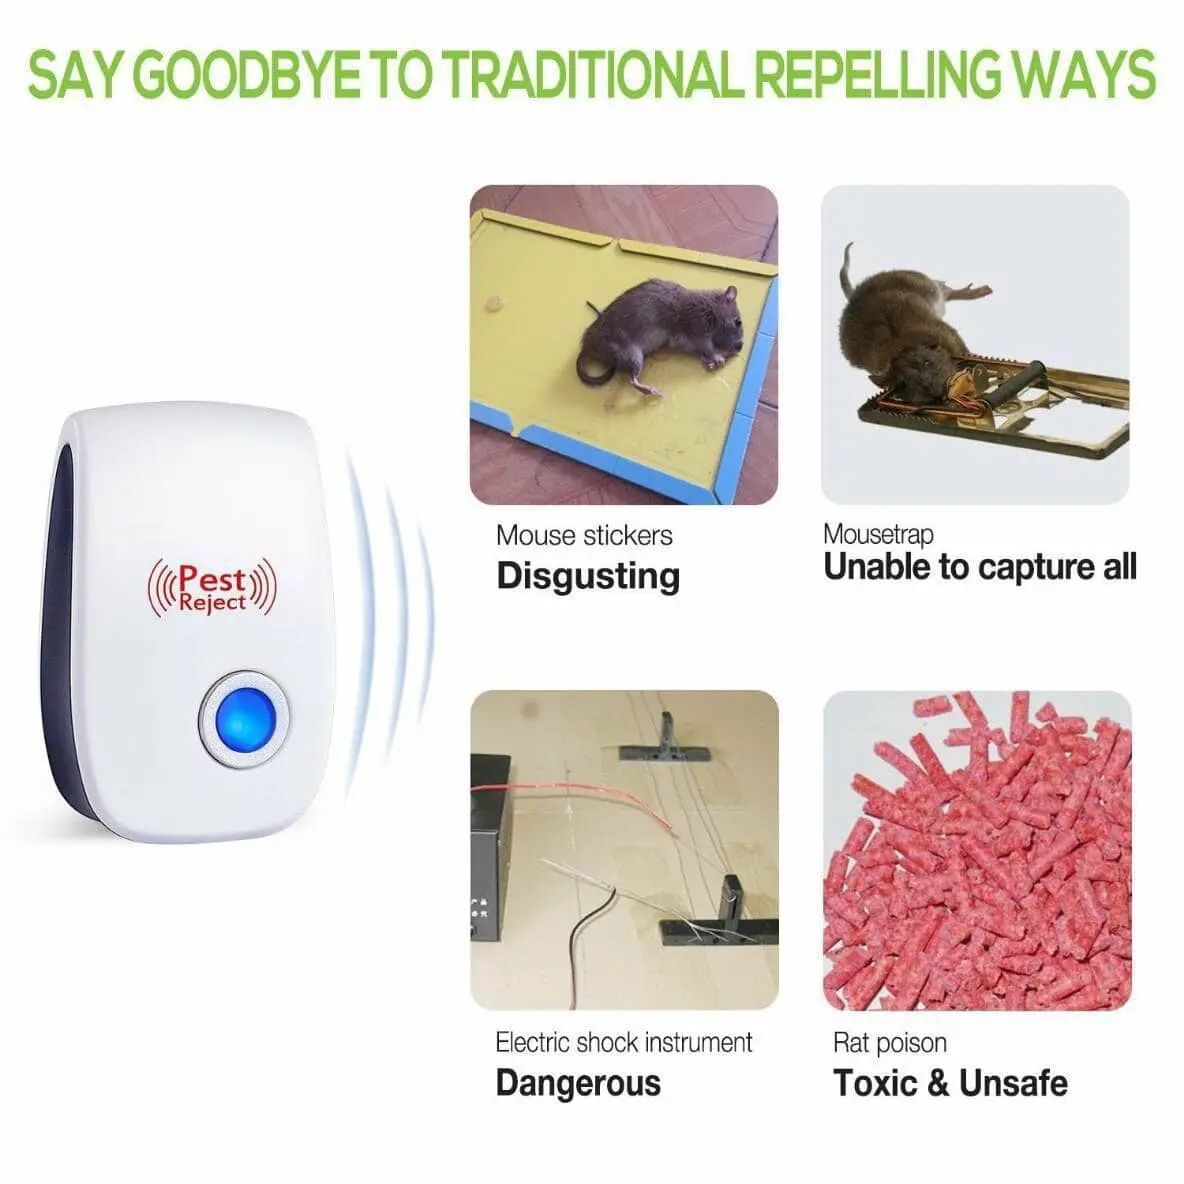 SAY GOODBYE TO TRADITIONAL REPELLING WAYS
Pest
Reject
Mouse stickers
Disgusting
Mousetrap
Unable to capture all
Electric shock instrument
Dangerous
Rat poison
Toxic & Unsafe